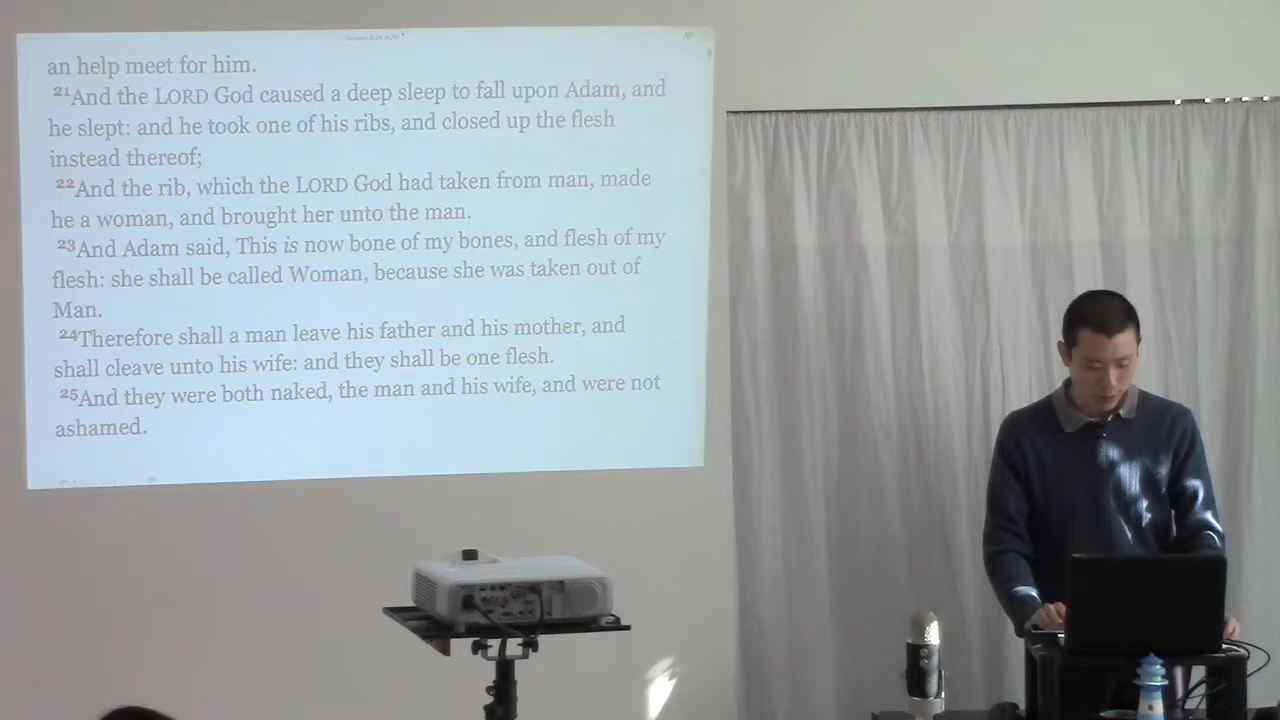 an help meet for him.
²¹And the LORD God caused a deep sleep to fall upon Adam, and
he slept: and he took one of his ribs, and closed up the flesh
instead thereof;
²²And the rib, which the LORD God had taken from man, made
he a woman, and brought her unto the man.
²³And Adam said, This is now bone of my bones, and flesh of my
flesh: she shall be called Woman, because she was taken out of
Man.
²⁴Therefore shall a man leave his father and his mother, and
shall cleave unto his wife: and they shall be one flesh.
²⁵And they were both naked, the man and his wife, and were not
ashamed.